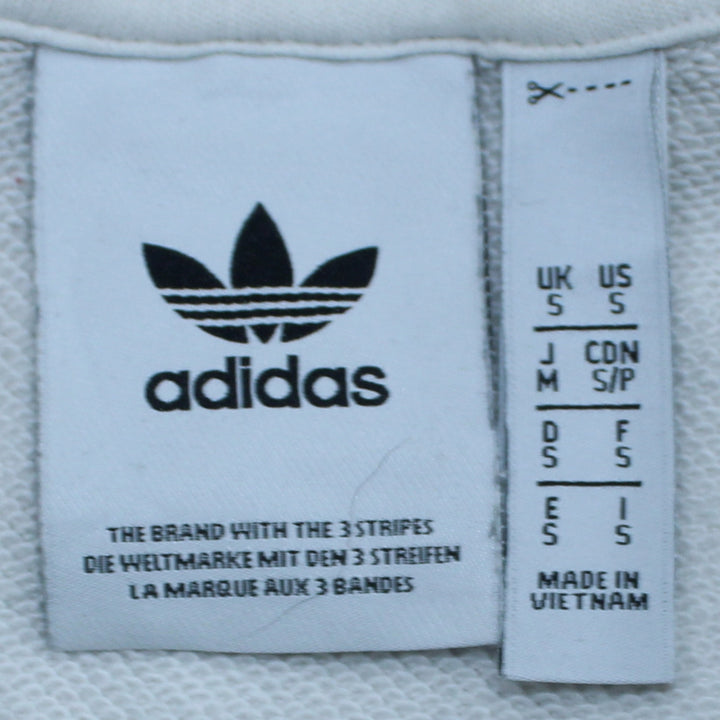 adidas
THE BRAND WITH THE 3 STRIPES
DIE WELTMARKE MIT DEN 3 STREIFEN
LA MARQUE AUX 3 BANDES
UK US
S S
J CDN
M S/P
D F
S S
E I
S S
MADE IN
VIETNAM